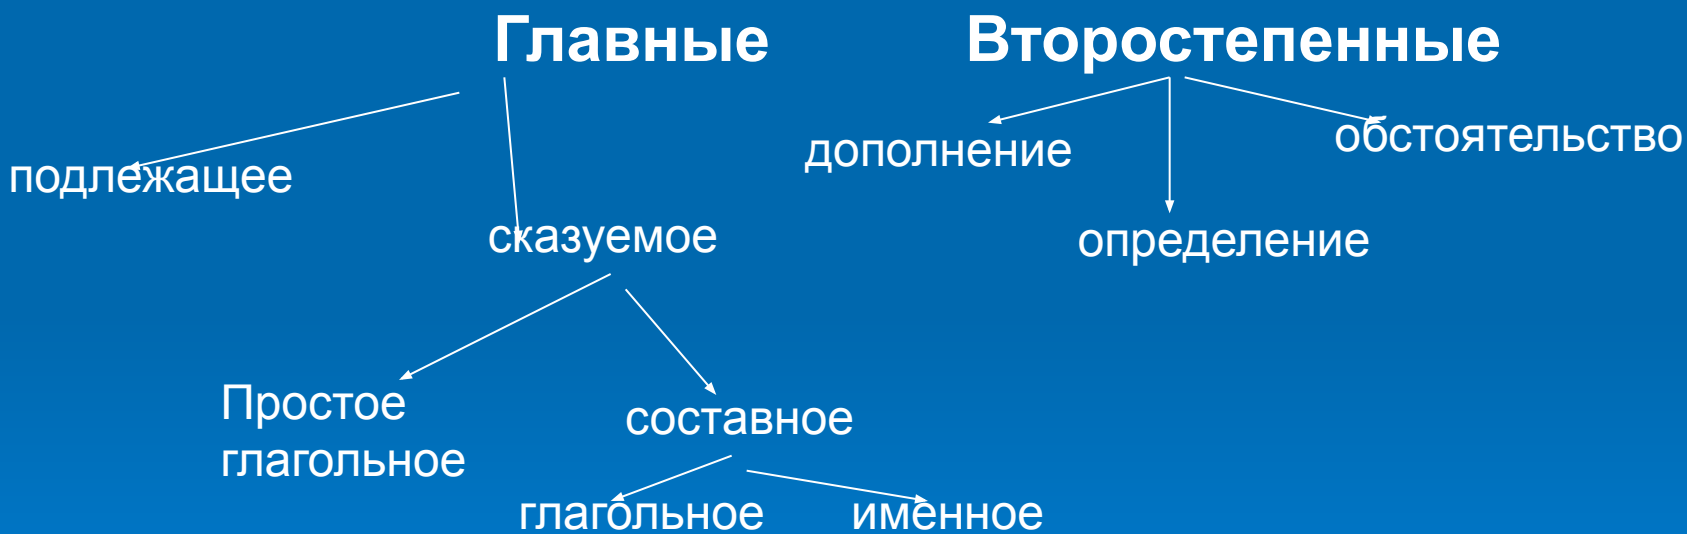 Главные
Второстепенные
подлежащее
дополнение
обстоятельство
сказуемое
определение
Простое
глагольное
составное
глагольное
именное